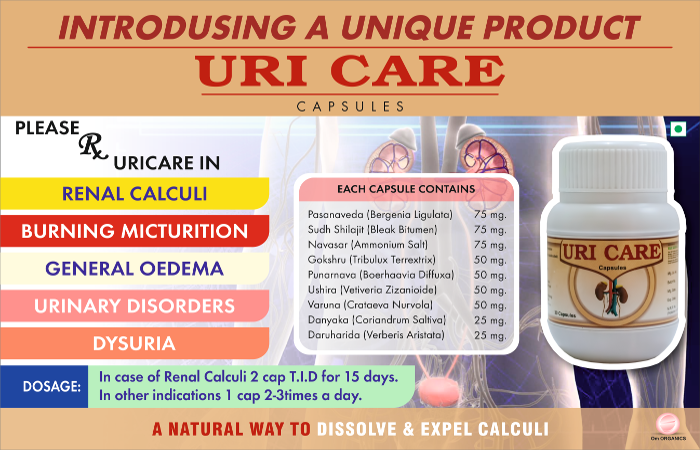 INTRODUSING A UNIQUE PRODUCT
URI CARE
CAPSULES
PLEASE Rx
URICARE IN
RENAL CALCULI
BURNING MICTURITION
GENERAL OEDEMA
URINARY DISORDERS
DYSURIA
EACH CAPSULE CONTAINS
Pasanaveda (Bergenia Ligulata) 75 mg.
Sudh Shilajit (Bleak Bitumen) 75 mg.
Navasar (Ammonium Salt) 75 mg.
Gokshru (Tribulux Terrextrix) 50 mg.
Punarnava (Boerhaavia Diffuxa) 50 mg.
Ushira (Vetiveria Zizanioide) 50 mg.
Varuna (Crataeva Nurvola) 50 mg.
Danyaka (Coriandrum Saltiva) 25 mg.
Daruharida (Verberis Aristata) 25 mg.
URI CARE
Capsules
DOSAGE:
In case of Renal Calculi 2 cap T.I.D for 15 days.
In other indications 1 cap 2-3times a day.
A NATURAL WAY TO DISSOLVE & EXPEL CALCULI
Om ORGANICS